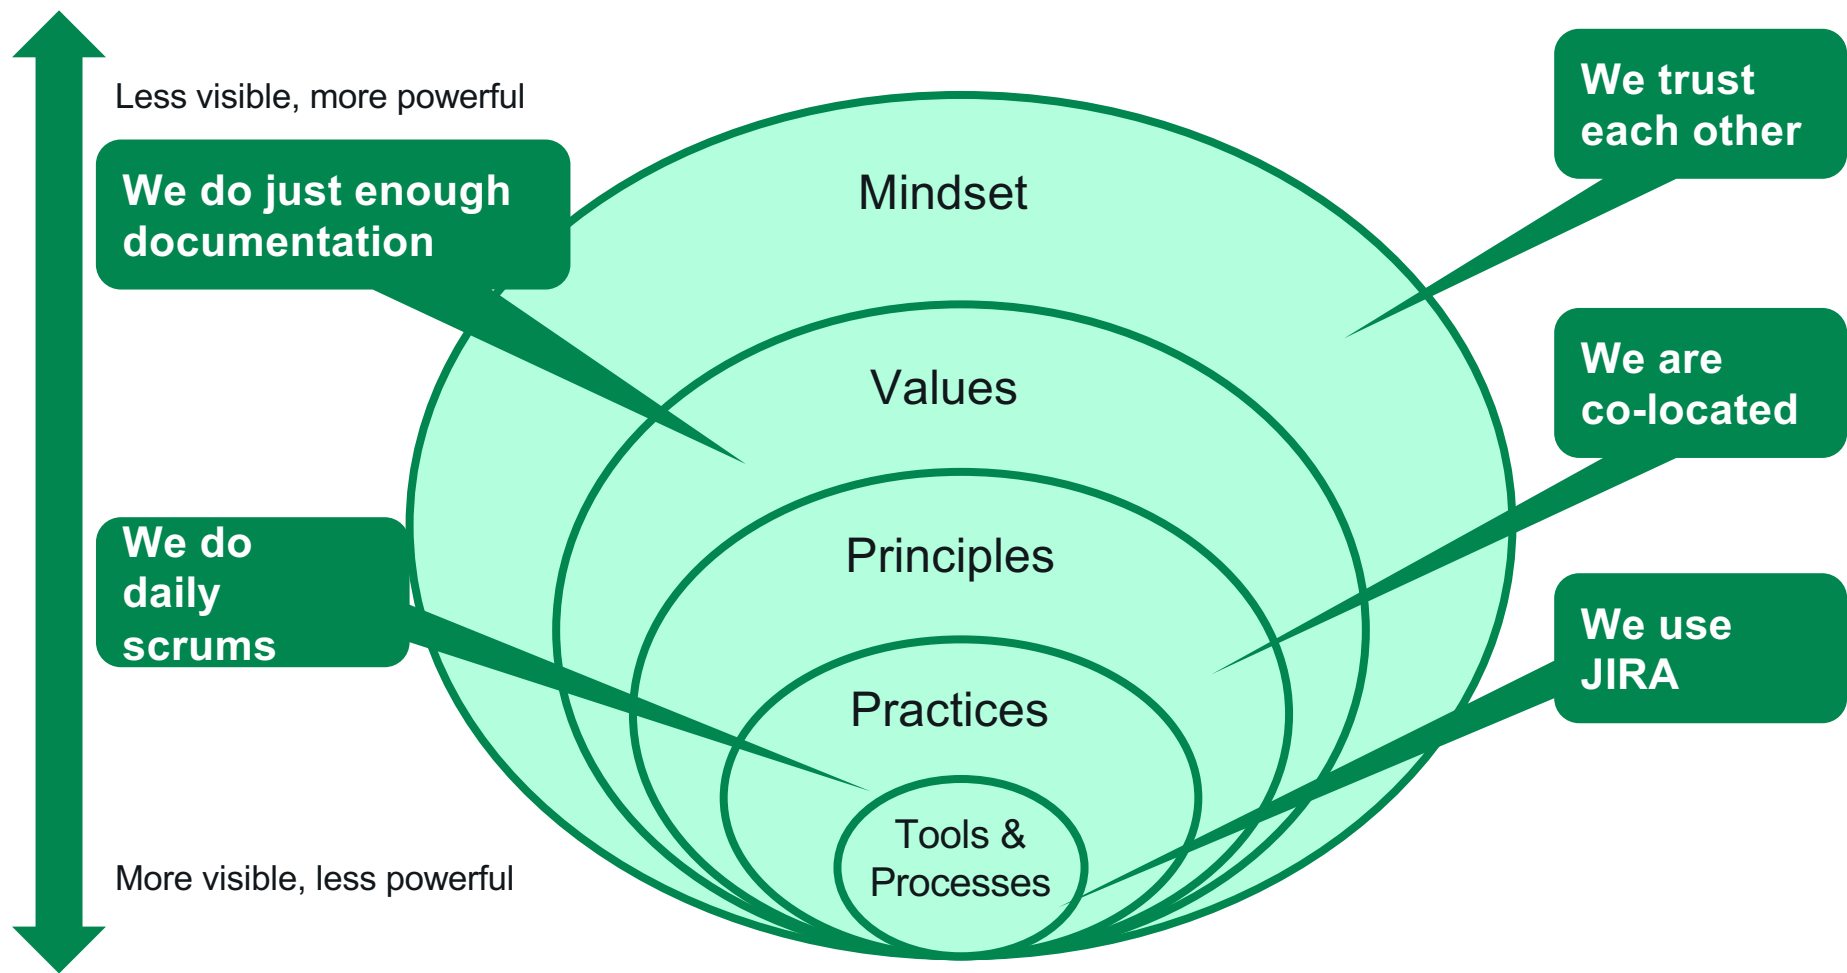 Less visible, more powerful
We do just enough
documentation
We do
daily
scrums
More visible, less powerful
Mindset
Values
Principles
Practices
Tools &
Processes
We trust
each other
We are
co-located
We use
JIRA